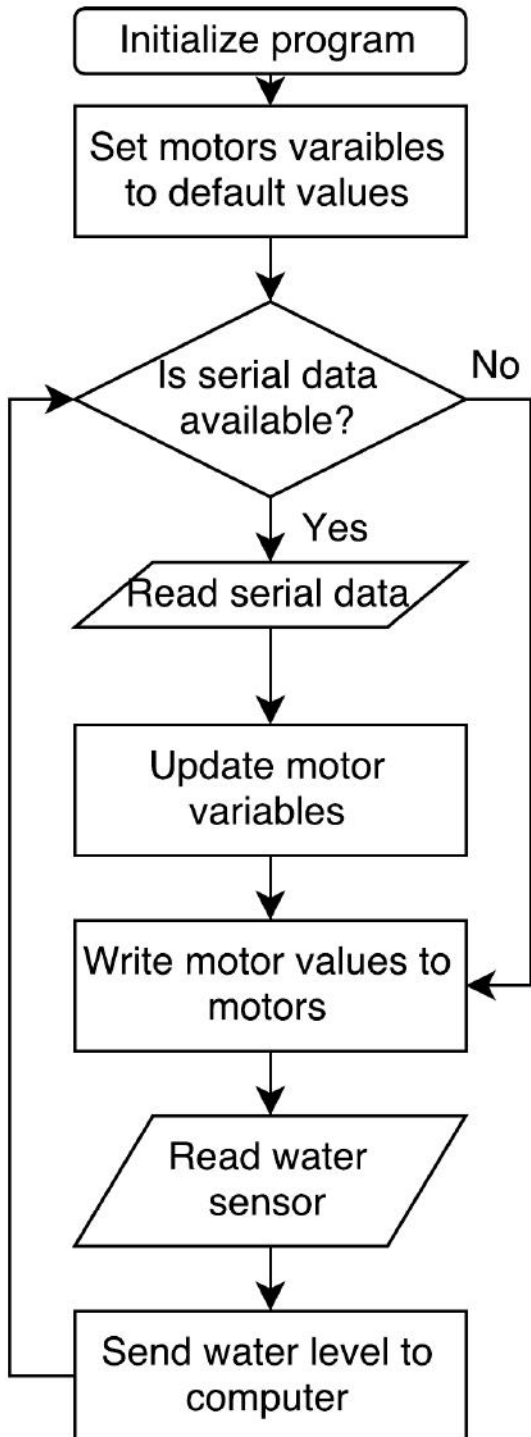 Initialize program
Set motors varaibles
to default values
Is serial data
available?
No
Yes
Read serial data
Update motor
variables
Write motor values to
motors
Read water
sensor
Send water level to
computer